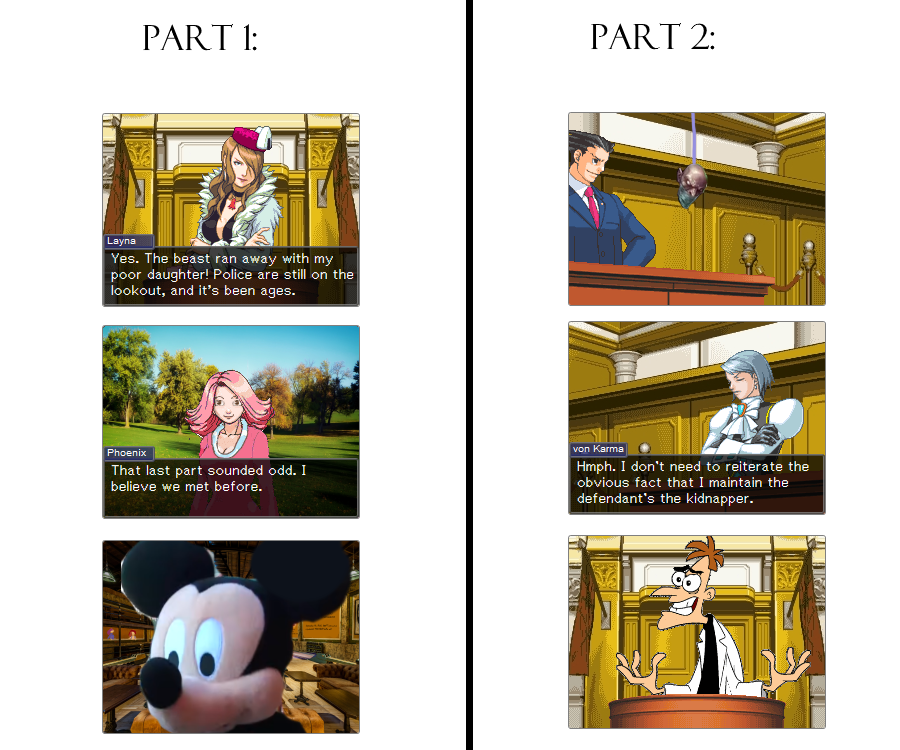 PART 1:
Layna
Yes. The beast ran away with my
poor daughter! Police are still on the
lookout, and it's been ages.
Phoenix
That last part sounded odd. I
believe we met before.
PART 2:
von Karma
Hmph. I don't need to reiterate the
obvious fact that I maintain the
defendant's the kidnapper.